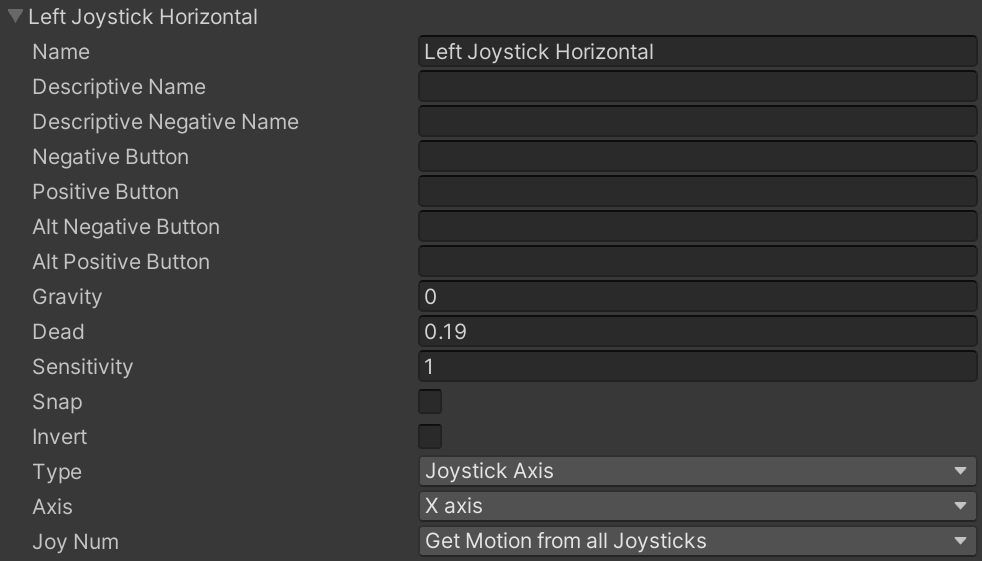 Left Joystick Horizontal
Name Left Joystick Horizontal
Descriptive Name
Descriptive Negative Name
Negative Button
Positive Button
Alt Negative Button
Alt Positive Button
Gravity 0
Dead 0.19
Sensitivity 1
Snap
Invert
Type Joystick Axis
Axis X axis
Joy Num Get Motion from all Joysticks